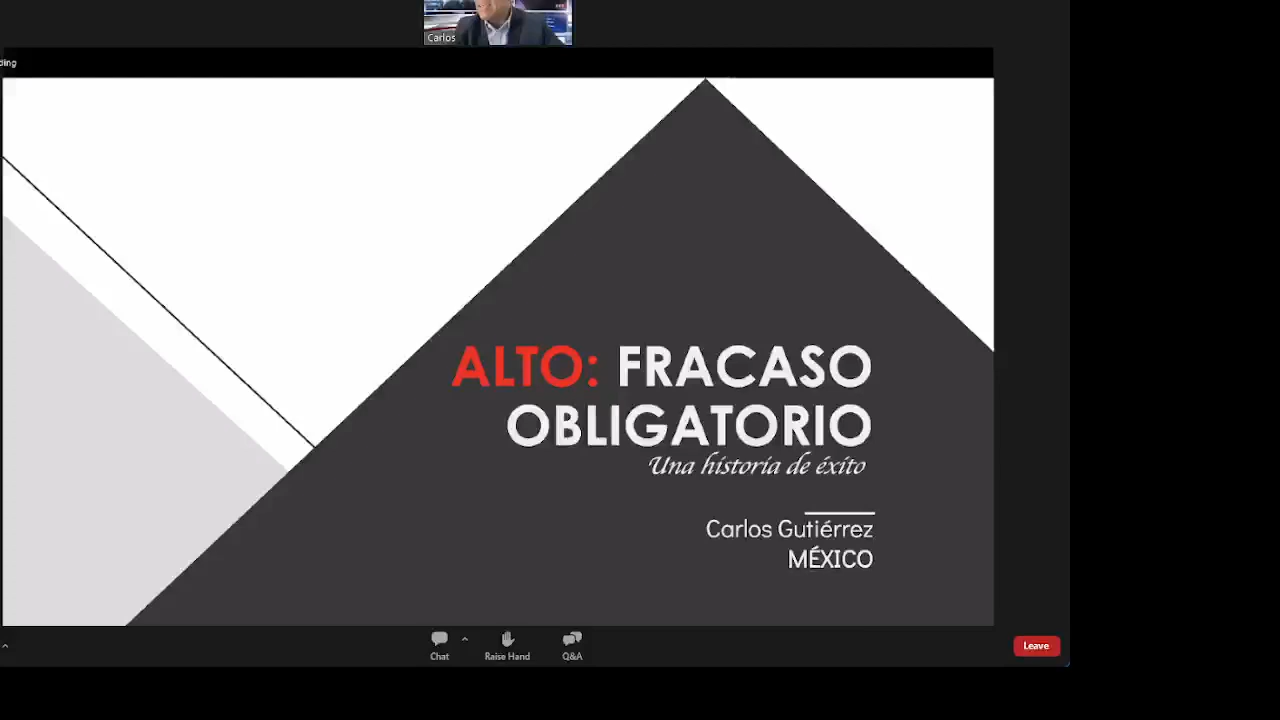 Carlos
ding
ALTO: FRACASO
OBLIGATORIO
Una historia de éxito
Carlos Gutiérrez
MÉXICO
Chat
Raise Hand
Q&A
Leave